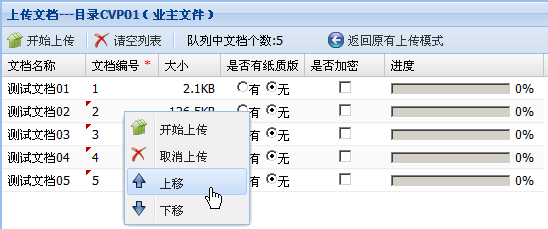 上传文档---目录CVP01（业主文件）
开始上传 请空列表 队列中文档个数:5 返回原有上传模式
文档名称 文档编号 * 大小 是否有纸质版 是否加密 进度
测试文档01 1 2.1KB 有 无 0%
测试文档02 2 126.5KB 有 无 0%
测试文档03 3 有 无 0%
测试文档04 4 有 无 0%
测试文档05 5 有 无 0%
开始上传
取消上传
上移
下移